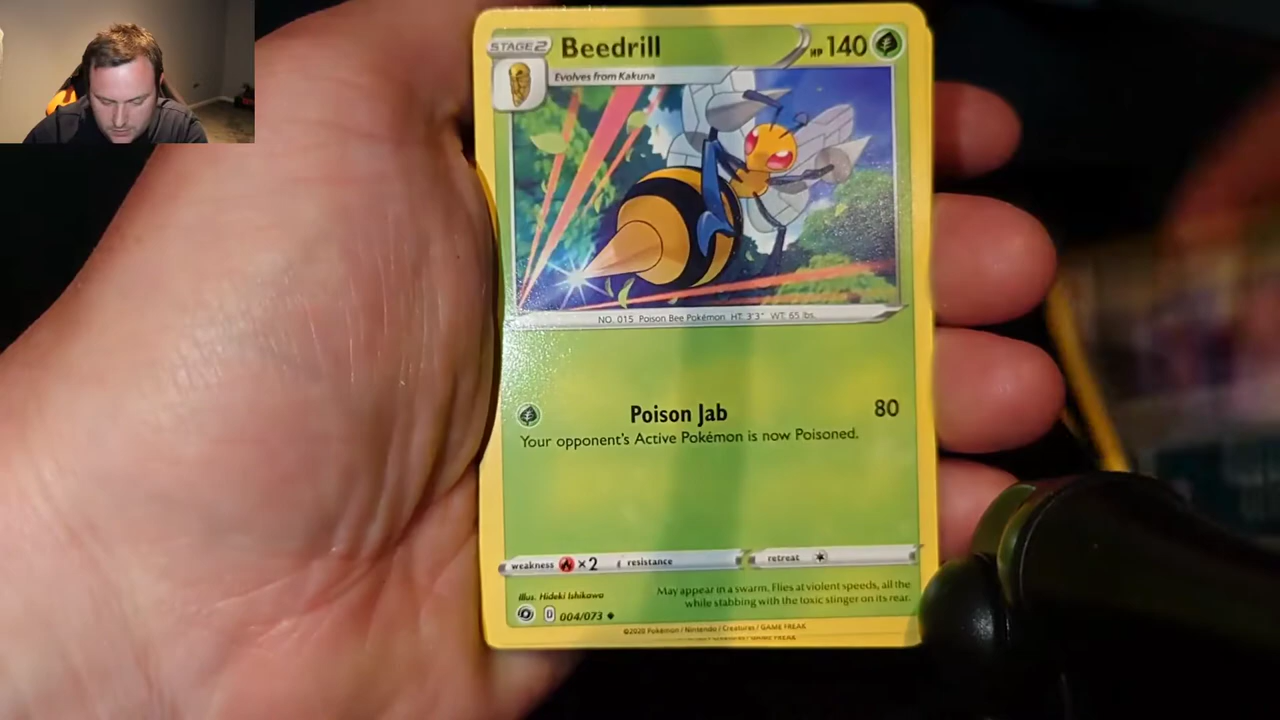 STAGE 2 Beedrill HP 140
Evolves from Kakuna
NO. 015 Poison Bee Pokémon HT: 3'3" WT: 65 lbs.
Poison Jab 80
Your opponent's Active Pokémon is now Poisoned.
weakness ×2 resistance retreat
Illus. Hideki Ishikawa
May appear in a swarm. Flies at violent speeds, all the
while stabbing with the toxic stinger on its rear.
D 004/073
©2020 Pokémon / Nintendo / Creatures / GAME FREAK